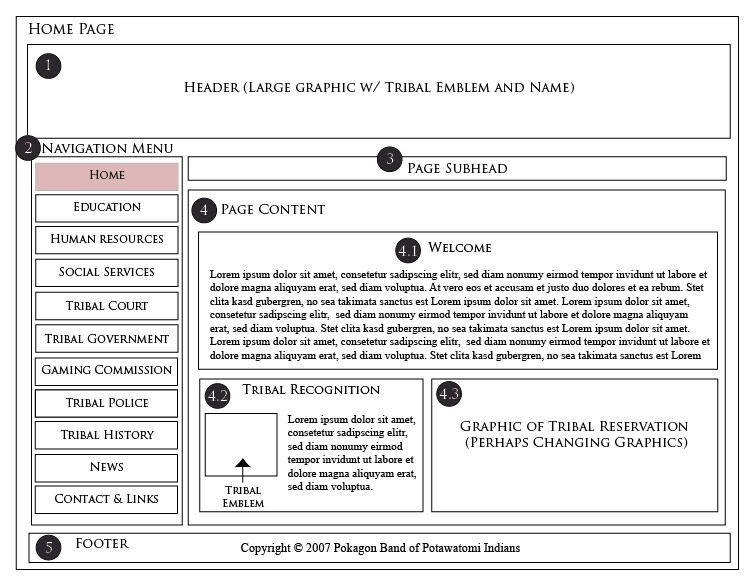 Home Page
1
Header (Large graphic w/ Tribal Emblem and Name)
2 Navigation Menu
Home
Education
Human resources
Social Services
Tribal Court
Tribal Government
Gaming Commission
Tribal Police
Tribal History
News
Contact & Links
3 Page Subhead
4 Page Content
4.1 Welcome
Lorem ipsum dolor sit amet, consetetur sadipscing elitr, sed diam nonumy eirmod tempor invidunt ut labore et
dolore magna aliquyam erat, sed diam voluptua. At vero eos et accusam et justo duo dolores et ea rebum. Stet
clita kasd gubergren, no sea takimata sanctus est Lorem ipsum dolor sit amet. Lorem ipsum dolor sit amet,
consetetur sadipscing elitr, sed diam nonumy eirmod tempor invidunt ut labore et dolore magna aliquyam
erat, sed diam voluptua. Stet clita kasd gubergren, no sea takimata sanctus est Lorem ipsum dolor sit amet.
Lorem ipsum dolor sit amet, consetetur sadipscing elitr, sed diam nonumy eirmod tempor invidunt ut labore et
dolore magna aliquyam erat, sed diam voluptua. Stet clita kasd gubergren, no sea takimata sanctus est Lorem
4.2 Tribal Recognition
Lorem ipsum dolor sit amet,
consetetur sadipscing elitr,
sed diam nonumy eirmod
tempor invidunt ut labore et
dolore magna aliquyam erat,
sed diam voluptua.
Tribal
Emblem
4.3
Graphic of Tribal Reservation
(Perhaps Changing Graphics)
5 Footer
Copyright © 2007 Pokagon Band of Potawatomi Indians